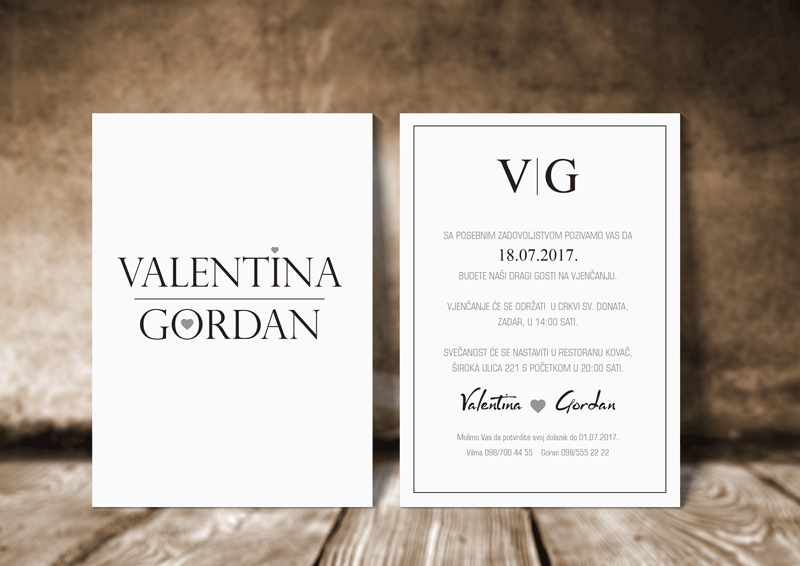 VALENTINA
GORDAN
V|G
SA POSEBNIM ZADOVOLJSTVOM POZIVAMO VAS DA
18.07.2017.
BUDETE NAŠI DRAGI GOSTI NA VJENČANJU.
VJENČANJE ĆE SE ODRŽATI U CRKVI SV. DONATA,
ZADAR, U 14:00 SATI.
SVEČANOST ĆE SE NASTAVITI U RESTORANU KOVAČ,
ŠIROKA ULICA 221 S POČETKOM U 20:00 SATI.
Valentina Gordan
Molimo Vas da potvrdite svoj dolazak do 01.07.2017.
Vilma 098/700 44 55 Goran 098/555 22 22